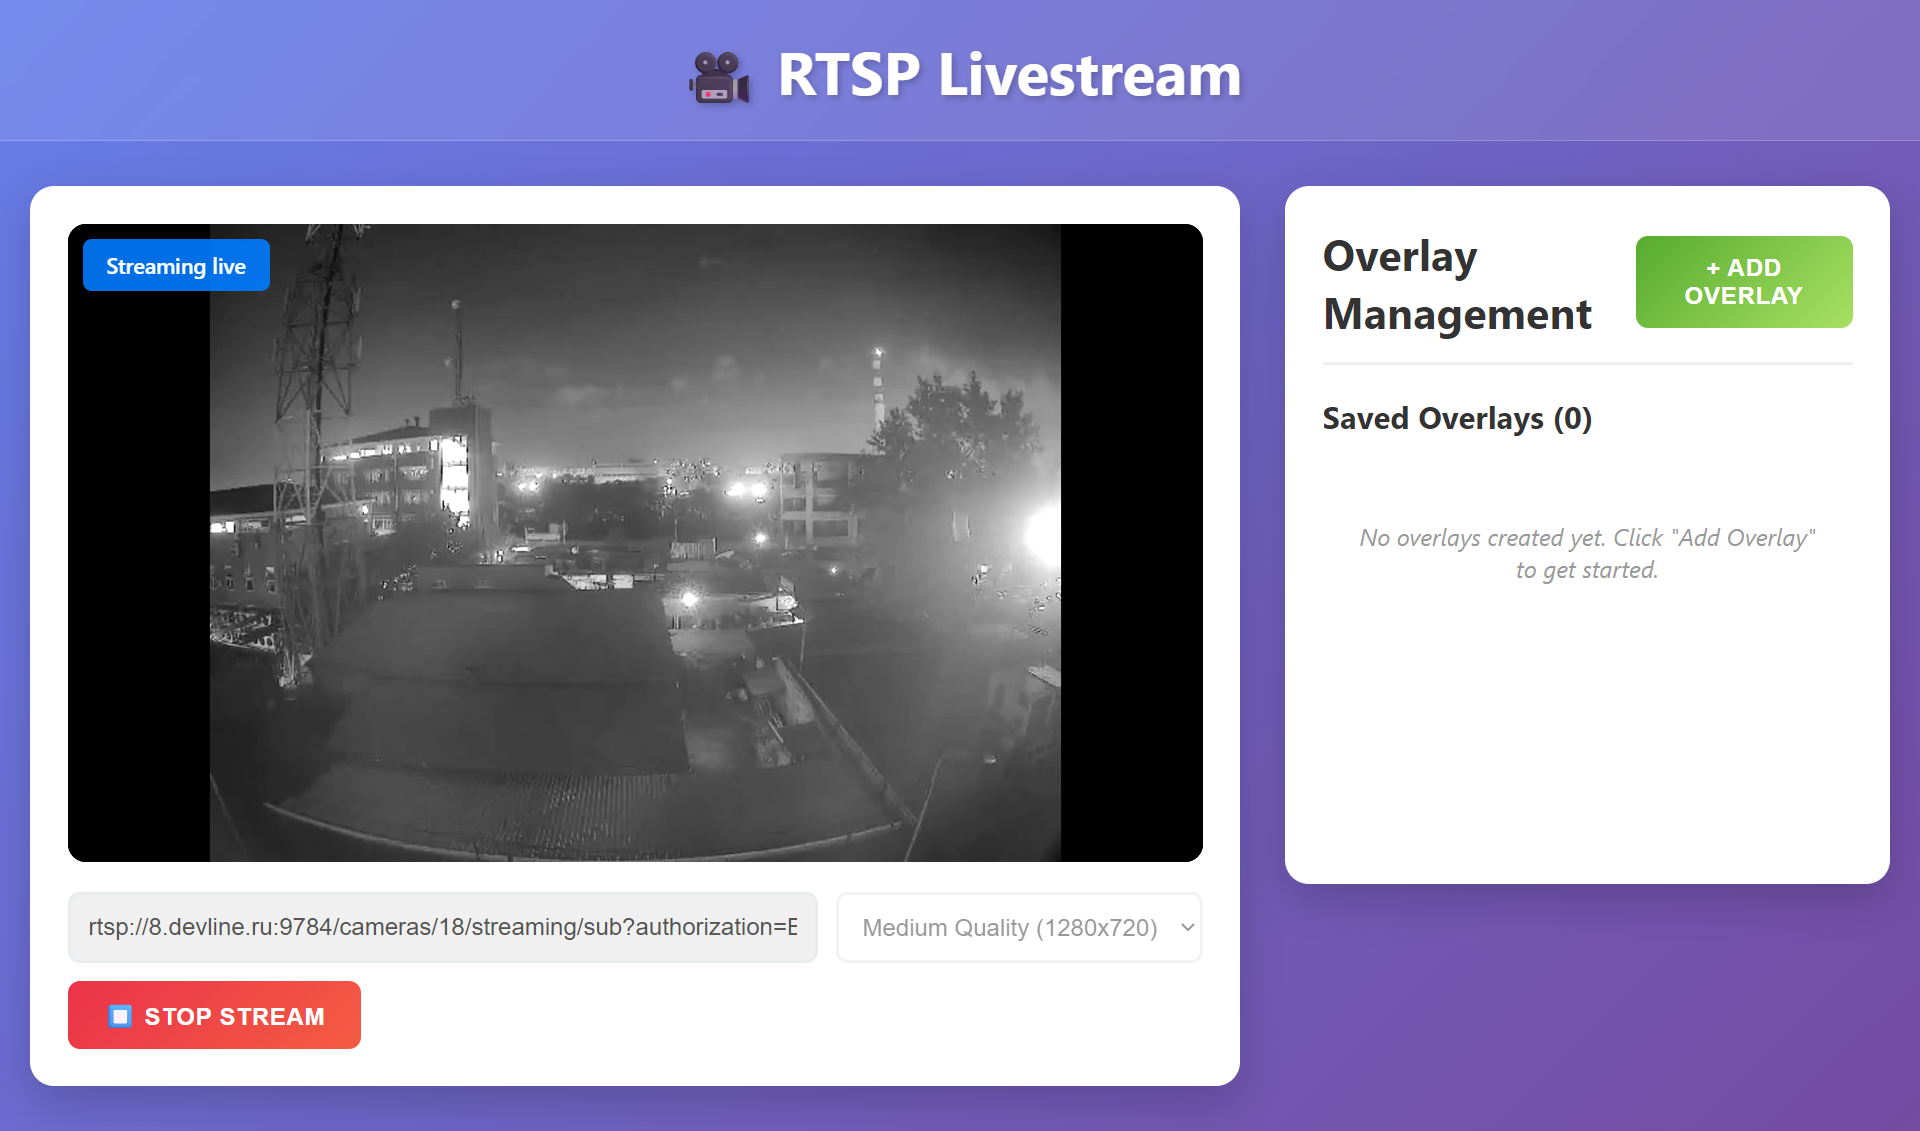 RTSP Livestream
Streaming live
rtsp://8.devline.ru:9784/cameras/18/streaming/sub?authorization=E
Medium Quality (1280x720)
STOP STREAM
Overlay
Management
+ ADD
OVERLAY
Saved Overlays (0)
No overlays created yet. Click "Add Overlay"
to get started.